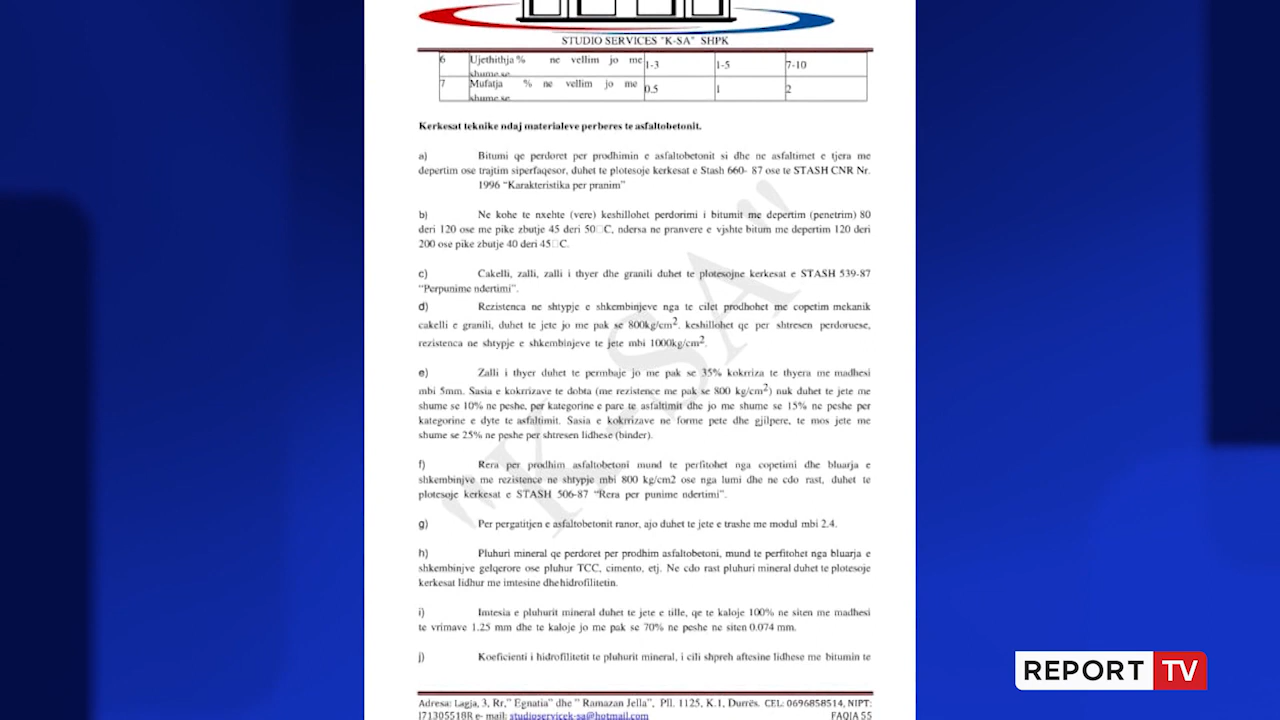 STUDIO SERVICES "K-SA" SHPK
6 Ujethithja % ne vellim jo me shume se 1-3 1-5 7-10
7 Mufatja % ne vellim jo me shume se 0.5 1 2
Kerkesat teknike ndaj materialeve perberes te asfaltobetonit.
a) Bitumi qe perdoret per prodhimin e asfaltobetonit si dhe ne asfaltimet e tjera me
depertim ose trajtim siperfaqesor, duhet te plotesoje kerkesat e Stash 660- 87 ose te STASH CNR Nr.
1996 “Karakteristika per pranim”
b) Ne kohe te nxehte (vere) keshillohet perdorimi i bitumit me depertim (penetrim) 80
deri 120 ose me pike zbutje 45 deri 50□C, ndersa ne pranvere e vjshte bitum me depertim 120 deri
200 ose pike zbutje 40 deri 45□C.
c) Cakelli, zalli, zalli i thyer dhe granili duhet te plotesojne kerkesat e STASH 539-87
“Perpunime ndertimi”.
d) Rezistenca ne shtypje e shkembinjeve nga te cilet prodhohet me copetim mekanik
cakelli e granili, duhet te jete jo me pak se 800kg/cm2. keshillohet qe per shtresen perdoruese,
rezistenca ne shtypje e shkembinjeve te jete mbi 1000kg/cm2.
e) Zalli i thyer duhet te permbaje jo me pak se 35% kokrriza te thyera me madhesi
mbi 5mm. Sasia e kokrrizave te dobta (me rezistence me pak se 800 kg/cm2) nuk duhet te jete me
shume se 10% ne peshe, per kategorine e pare te asfaltimit dhe jo me shume se 15% ne peshe per
kategorine e dyte te asfaltimit. Sasia e kokrrizave ne forme pete dhe gjilpere, te mos jete me
shume se 25% ne peshe per shtresen lidhese (binder).
f) Rera per prodhim asfaltobetoni mund te perfitohet nga copetimi dhe bluarja e
shkembinjve me rezistence ne shtypje mbi 800 kg/cm2 ose nga lumi dhe ne cdo rast, duhet te
plotesoje kerkesat e STASH 506-87 “Rera per punime ndertimi”.
g) Per pergatitjen e asfaltobetonit ranor, ajo duhet te jete e trashe me modul mbi 2.4.
h) Pluhuri mineral qe perdoret per prodhim asfaltobetoni, mund te perfitohet nga bluarja e
shkembinjve gelqerore ose pluhur TCC, cimento, etj. Ne cdo rast pluhuri mineral duhet te plotesoje
kerkesat lidhur me imtesine dhe hidrofilitetin.
i) Imtesia e pluhurit mineral duhet te jete e tille, qe te kaloje 100% ne siten me madhesi
te vrimave 1.25 mm dhe te kaloje jo me pak se 70% ne peshe ne siten 0.074 mm.
j) Koeficienti i hidrofilitetit te pluhurit mineral, i cili shpreh aftesine lidhese me bitumin te
"K-SA"
Adresa: Lagja, 3, Rr," Egnatia" dhe " Ramazan Jella", Pll. 1125, K.1, Durrës. CEL: 0696858514, NIPT:
J71305518R e- mail: studioservicek-sa@hotmail.com FAQJA 55
REPORT TV